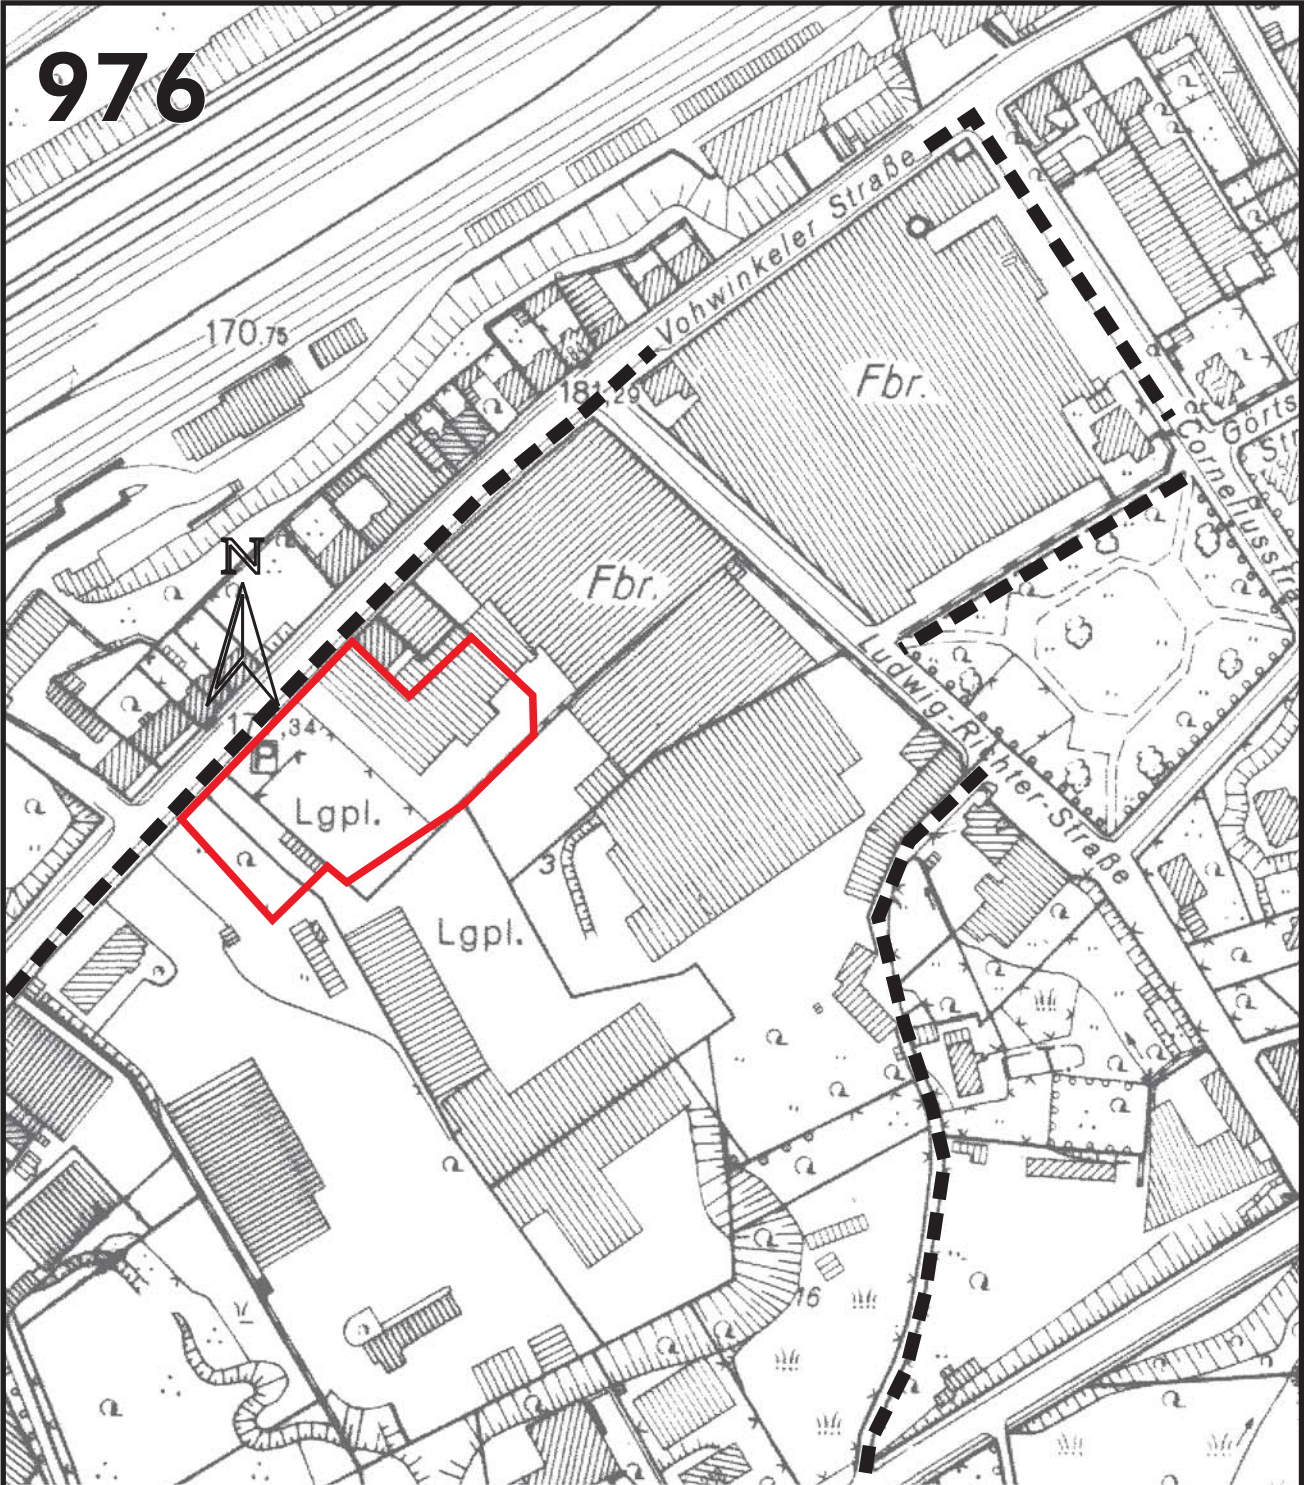 976
Vohwinkeler Straße
170.75
181,29
Fbr.
Görts
Str
Corneliusstr
N
Fbr.
,34
Ludwig-Richter-Straße
Lgpl.
3
Lgpl.
16